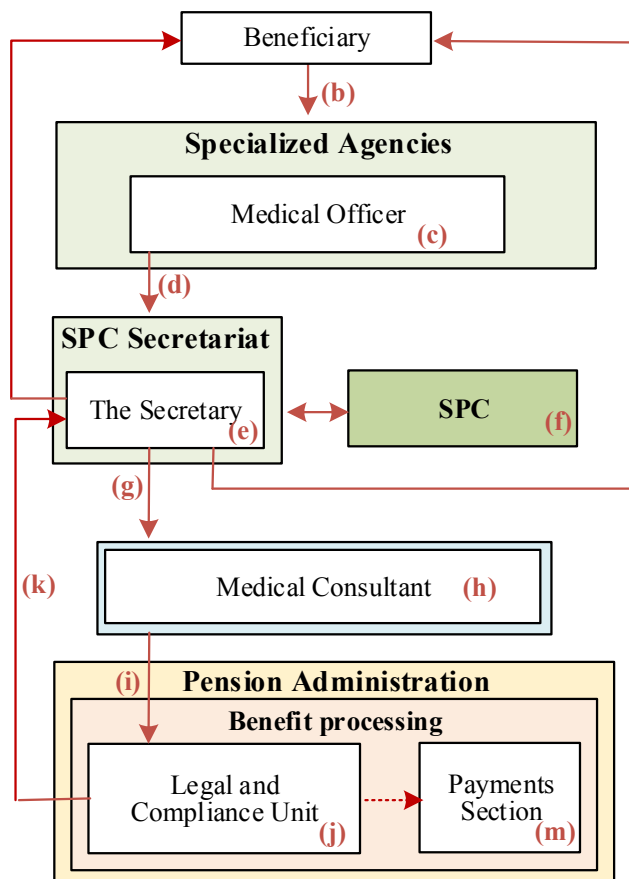 Beneficiary
(b)
Specialized Agencies
Medical Officer
(c)
(d)
SPC Secretariat
The Secretary
(e)
SPC
(f)
(g)
Medical Consultant
(h)
(k)
Pension Administration
(i)
Benefit processing
Legal and
Compliance Unit
(j)
Payments
Section
(m)